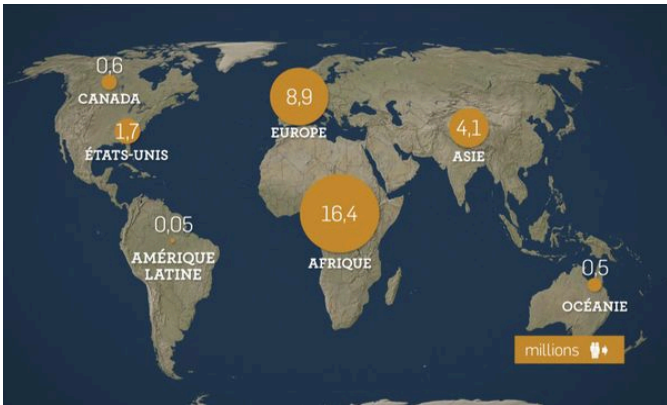 0,6
CANADA
1,7
ÉTATS-UNIS
8,9
EUROPE
4,1
ASIE
16,4
AFRIQUE
0,05
AMÉRIQUE
LATINE
0,5
OCÉANIE
millions